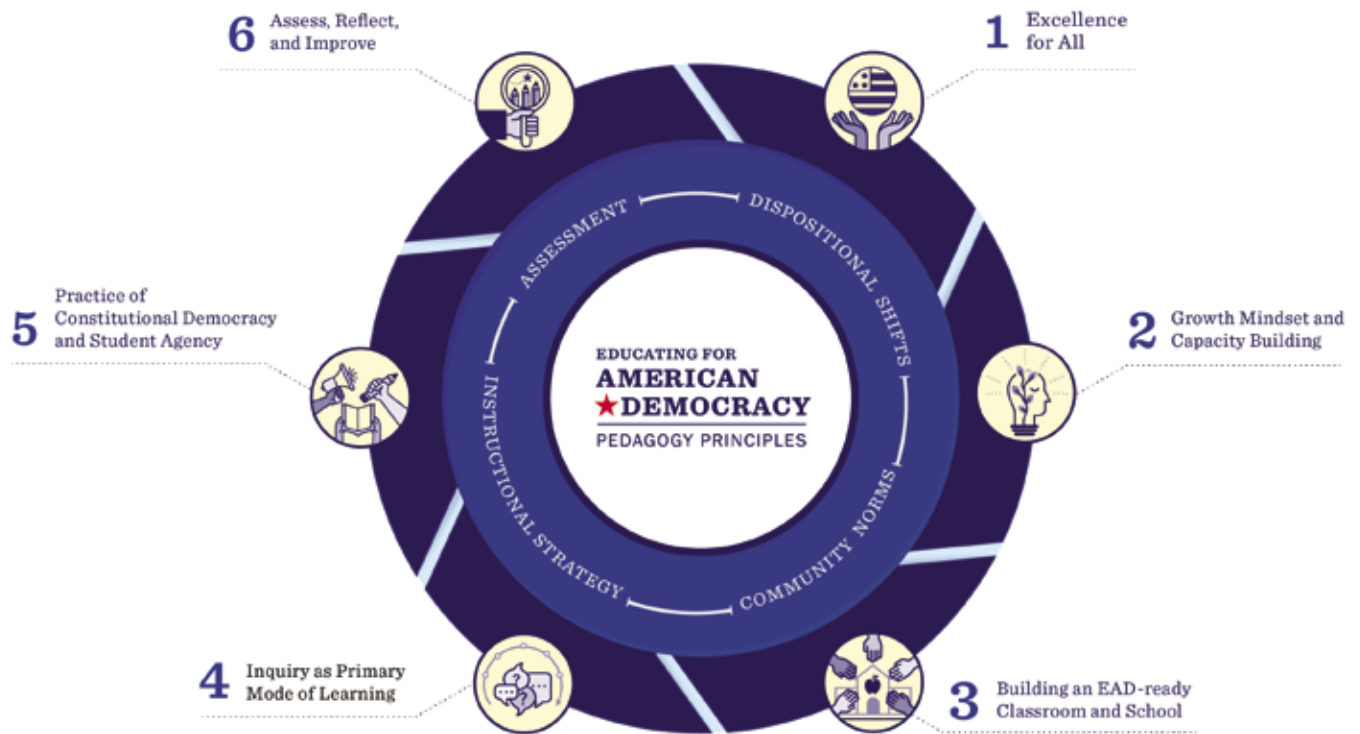 1 Excellence
for All
2 Growth Mindset and
Capacity Building
3 Building an EAD-ready
Classroom and School
4 Inquiry as Primary
Mode of Learning
5 Practice of
Constitutional Democracy
and Student Agency
6 Assess, Reflect,
and Improve
DISPOSITIONAL SHIFTS
COMMUNITY NORMS
INSTRUCTIONAL STRATEGY
ASSESSMENT
EDUCATING FOR
AMERICAN
DEMOCRACY
PEDAGOGY PRINCIPLES